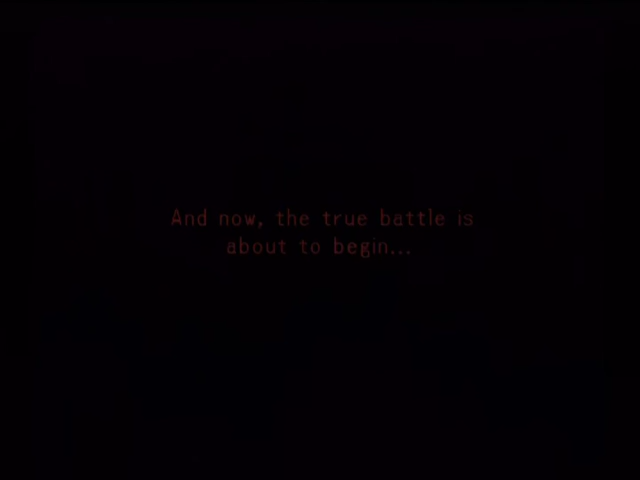 And now, the true battle is
about to begin...